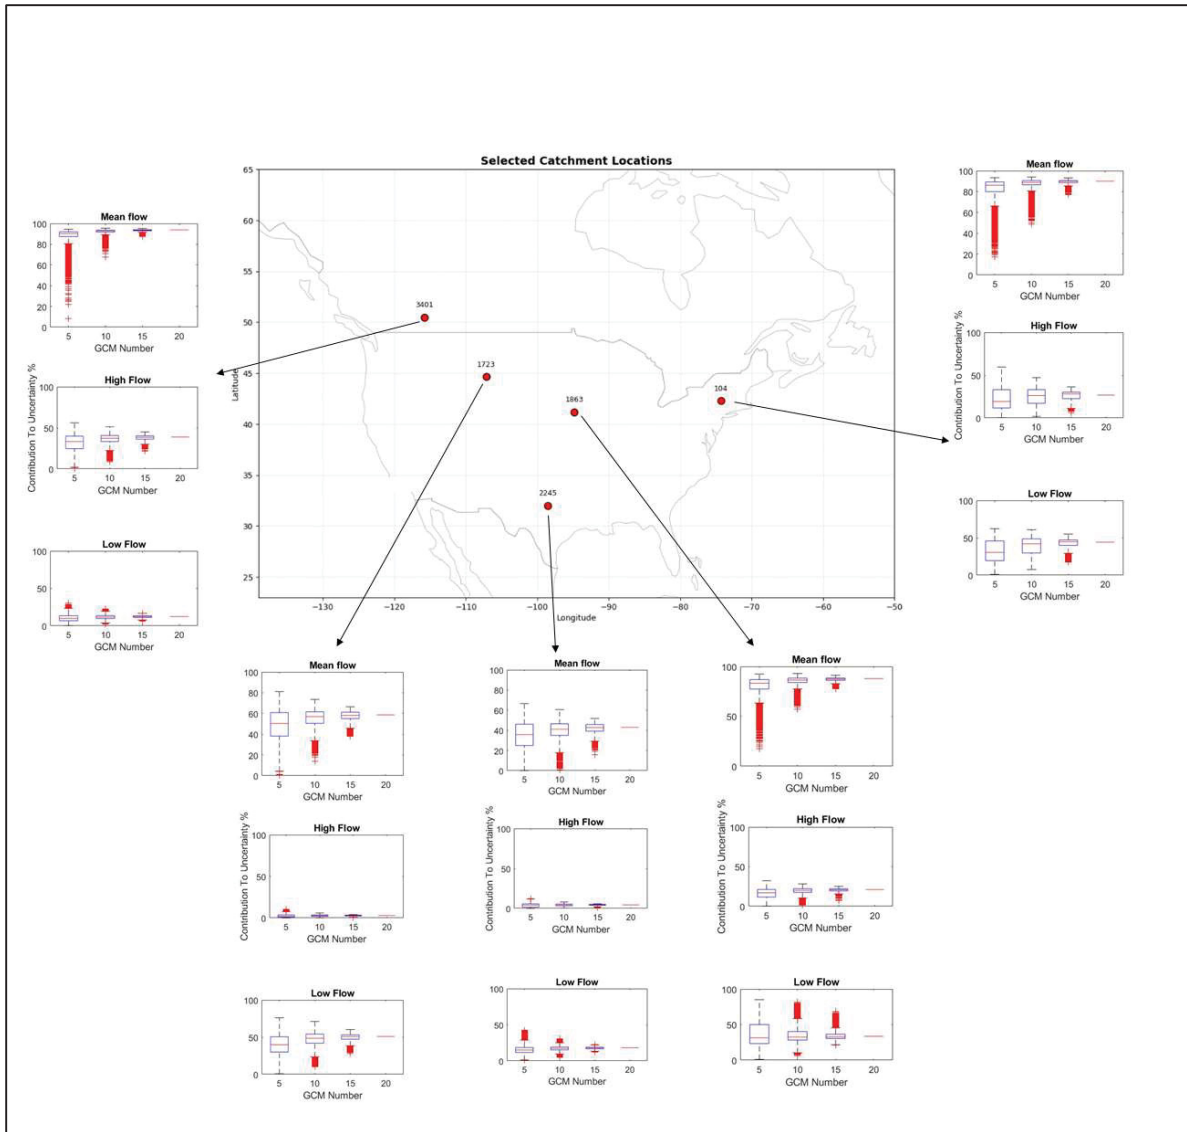 Selected Catchment Locations
65
60
55
50
45
40
35
30
25
Latitude
−130
−120
−110
−100
−90
−80
−70
−60
−50
Longitude
3401
1723
1863
104
2245
Mean flow
100
80
60
40
20
0
5 10 15 20
GCM Number
Contribution To Uncertainty %
High Flow
100
50
0
5 10 15 20
GCM Number
Low Flow
100
50
0
5 10 15 20
GCM Number
Mean flow
100
80
60
40
20
0
5 10 15 20
GCM Number
Contribution To Uncertainty %
High Flow
100
50
0
5 10 15 20
GCM Number
Low Flow
100
50
0
5 10 15 20
GCM Number
Mean flow
100
80
60
40
20
0
5 10 15 20
GCM Number
Contribution To Uncertainty %
High Flow
100
50
0
5 10 15 20
GCM Number
Low Flow
100
50
0
5 10 15 20
GCM Number
Mean flow
100
80
60
40
20
0
5 10 15 20
GCM Number
Contribution To Uncertainty %
High Flow
100
50
0
5 10 15 20
GCM Number
Low Flow
100
50
0
5 10 15 20
GCM Number
Mean flow
100
50
0
5 10 15 20
GCM Number
Contribution To Uncertainty %
High Flow
100
50
0
5 10 15 20
GCM Number
Low Flow
100
50
0
5 10 15 20
GCM Number